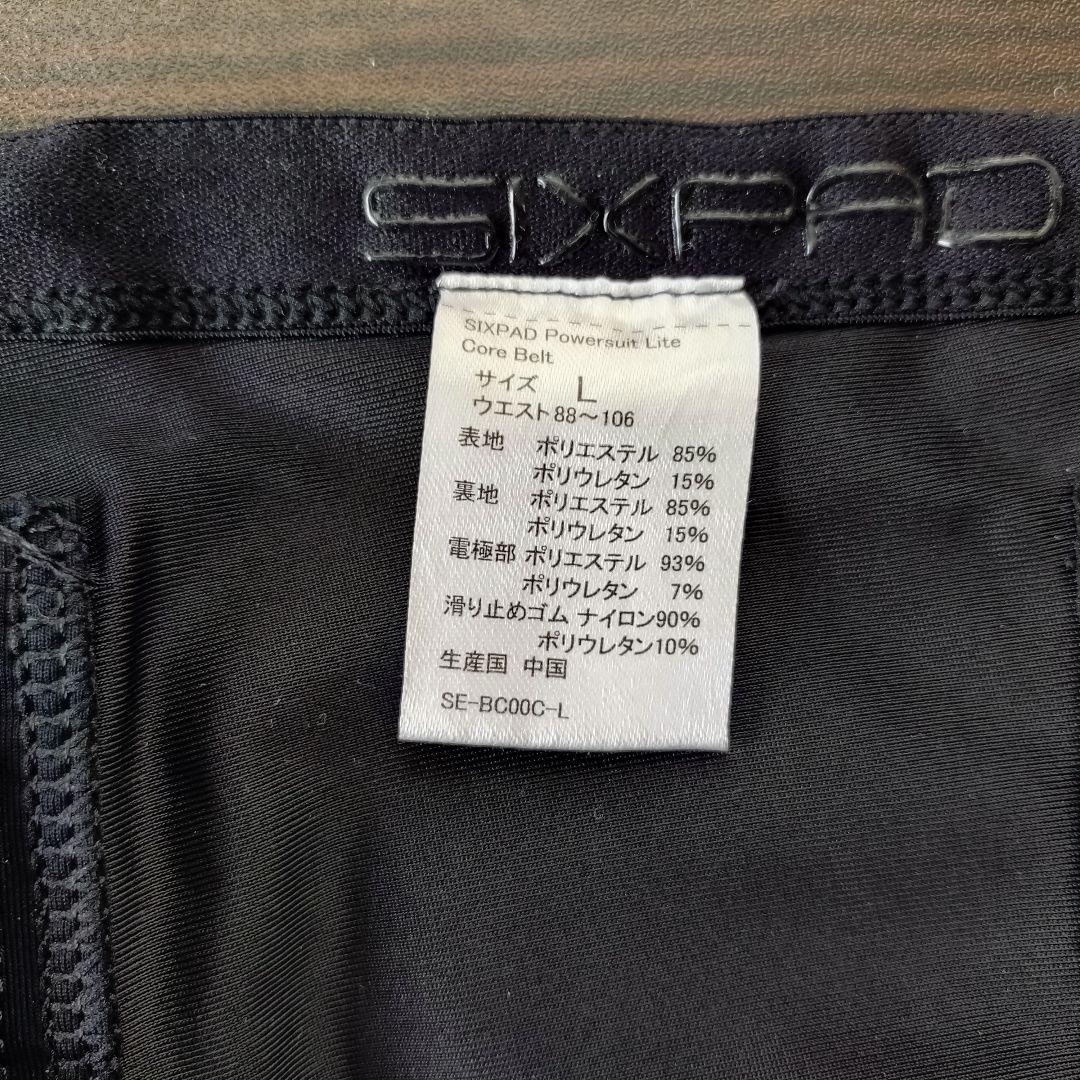 SIXPAD
SIXPAD Powersuit Lite
Core Belt
サイズ L
ウエスト88〜106
表地 ポリエステル 85%
ポリウレタン 15%
裏地 ポリエステル 85%
ポリウレタン 15%
電極部 ポリエステル 93%
ポリウレタン 7%
滑り止めゴム ナイロン90%
ポリウレタン10%
生産国 中国
SE-BC00C-L